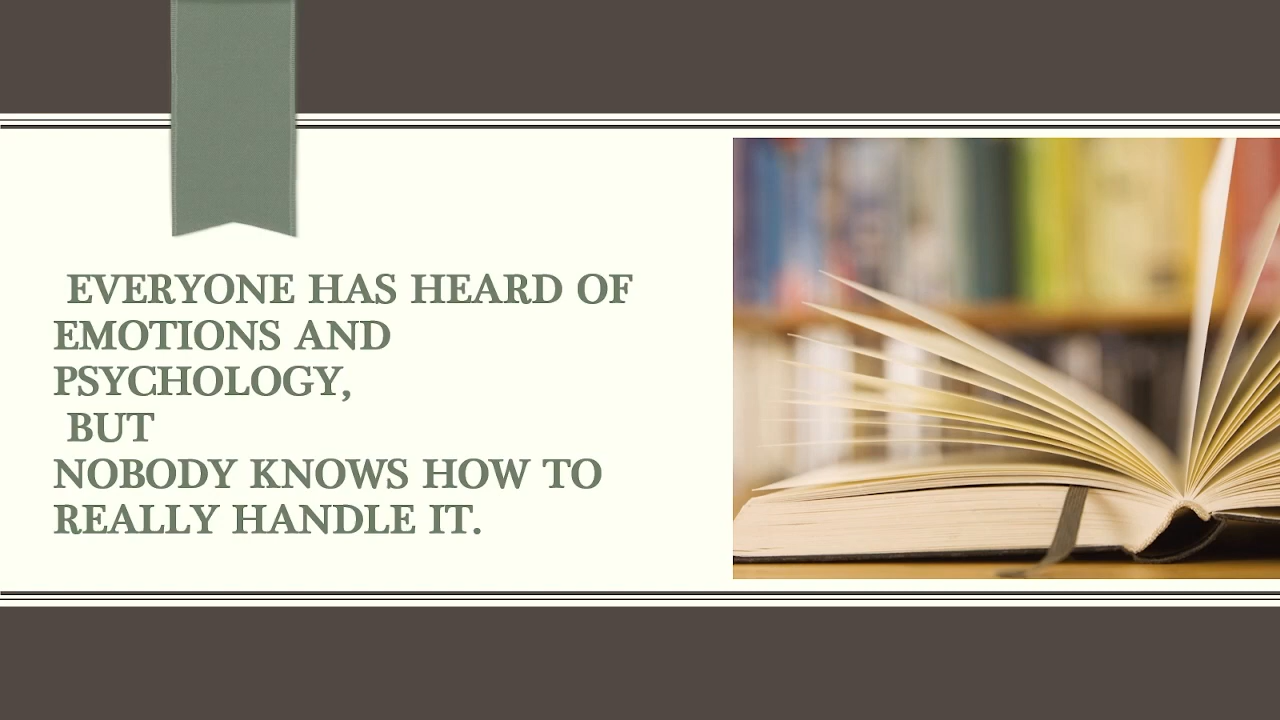 EVERYONE HAS HEARD OF
EMOTIONS AND
PSYCHOLOGY,
BUT
NOBODY KNOWS HOW TO
REALLY HANDLE IT.